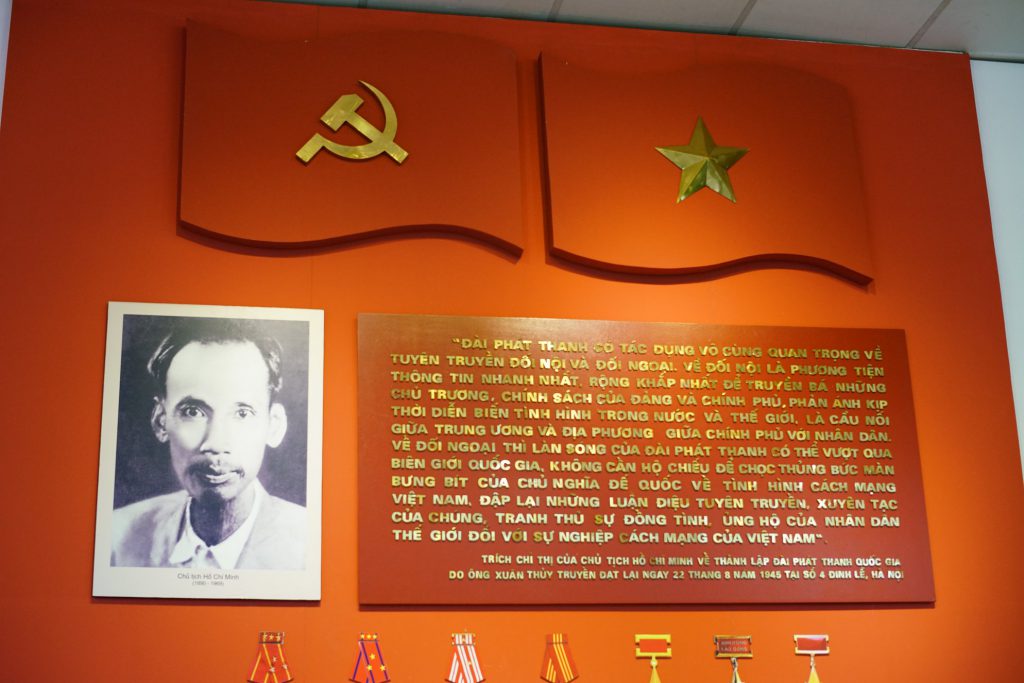 "ĐÀI PHÁT THANH CÓ TÁC DỤNG VÔ CÙNG QUAN TRỌNG VỀ
TUYÊN TRUYỀN ĐỐI NỘI VÀ ĐỐI NGOẠI. VỀ ĐỐI NỘI LÀ PHƯƠNG TIỆN
THÔNG TIN NHANH NHẤT, RỘNG KHẮP NHẤT ĐỂ TRUYỀN BÁ NHỮNG
CHỦ TRƯƠNG, CHÍNH SÁCH CỦA ĐẢNG VÀ CHÍNH PHỦ, PHẢN ÁNH KỊP
THỜI DIỄN BIẾN TÌNH HÌNH TRONG NƯỚC VÀ THẾ GIỚI, LÀ CẦU NỐI
GIỮA TRUNG ƯƠNG VÀ ĐỊA PHƯƠNG, GIỮA CHÍNH PHỦ VỚI NHÂN DÂN.
VỀ ĐỐI NGOẠI THÌ LÀN SÓNG CỦA ĐÀI PHÁT THANH CÓ THỂ VƯỢT QUA
BIÊN GIỚI QUỐC GIA, KHÔNG CẦN HỘ CHIẾU ĐỂ CHỌC THỦNG BỨC MÀN
BƯNG BÍT CỦA CHỦ NGHĨA ĐẾ QUỐC VỀ TÌNH HÌNH CÁCH MẠNG
VIỆT NAM, ĐẬP LẠI NHỮNG LUẬN ĐIỆU TUYÊN TRUYỀN, XUYÊN TẠC
CỦA CHÚNG, TRANH THỦ SỰ ĐỒNG TÌNH, ỦNG HỘ CỦA NHÂN DÂN
THẾ GIỚI ĐỐI VỚI SỰ NGHIỆP CÁCH MẠNG CỦA VIỆT NAM"
TRÍCH CHỈ THỊ CỦA CHỦ TỊCH HỒ CHÍ MINH VỀ THÀNH LẬP ĐÀI PHÁT THANH QUỐC GIA
DO ÔNG XUÂN THỦY TRUYỀN ĐẠT LẠI NGÀY 22 THÁNG 8 NĂM 1945 TẠI SỐ 4 ĐINH LỄ, HÀ NỘI
Chủ tịch Hồ Chí Minh
(1890 - 1969)